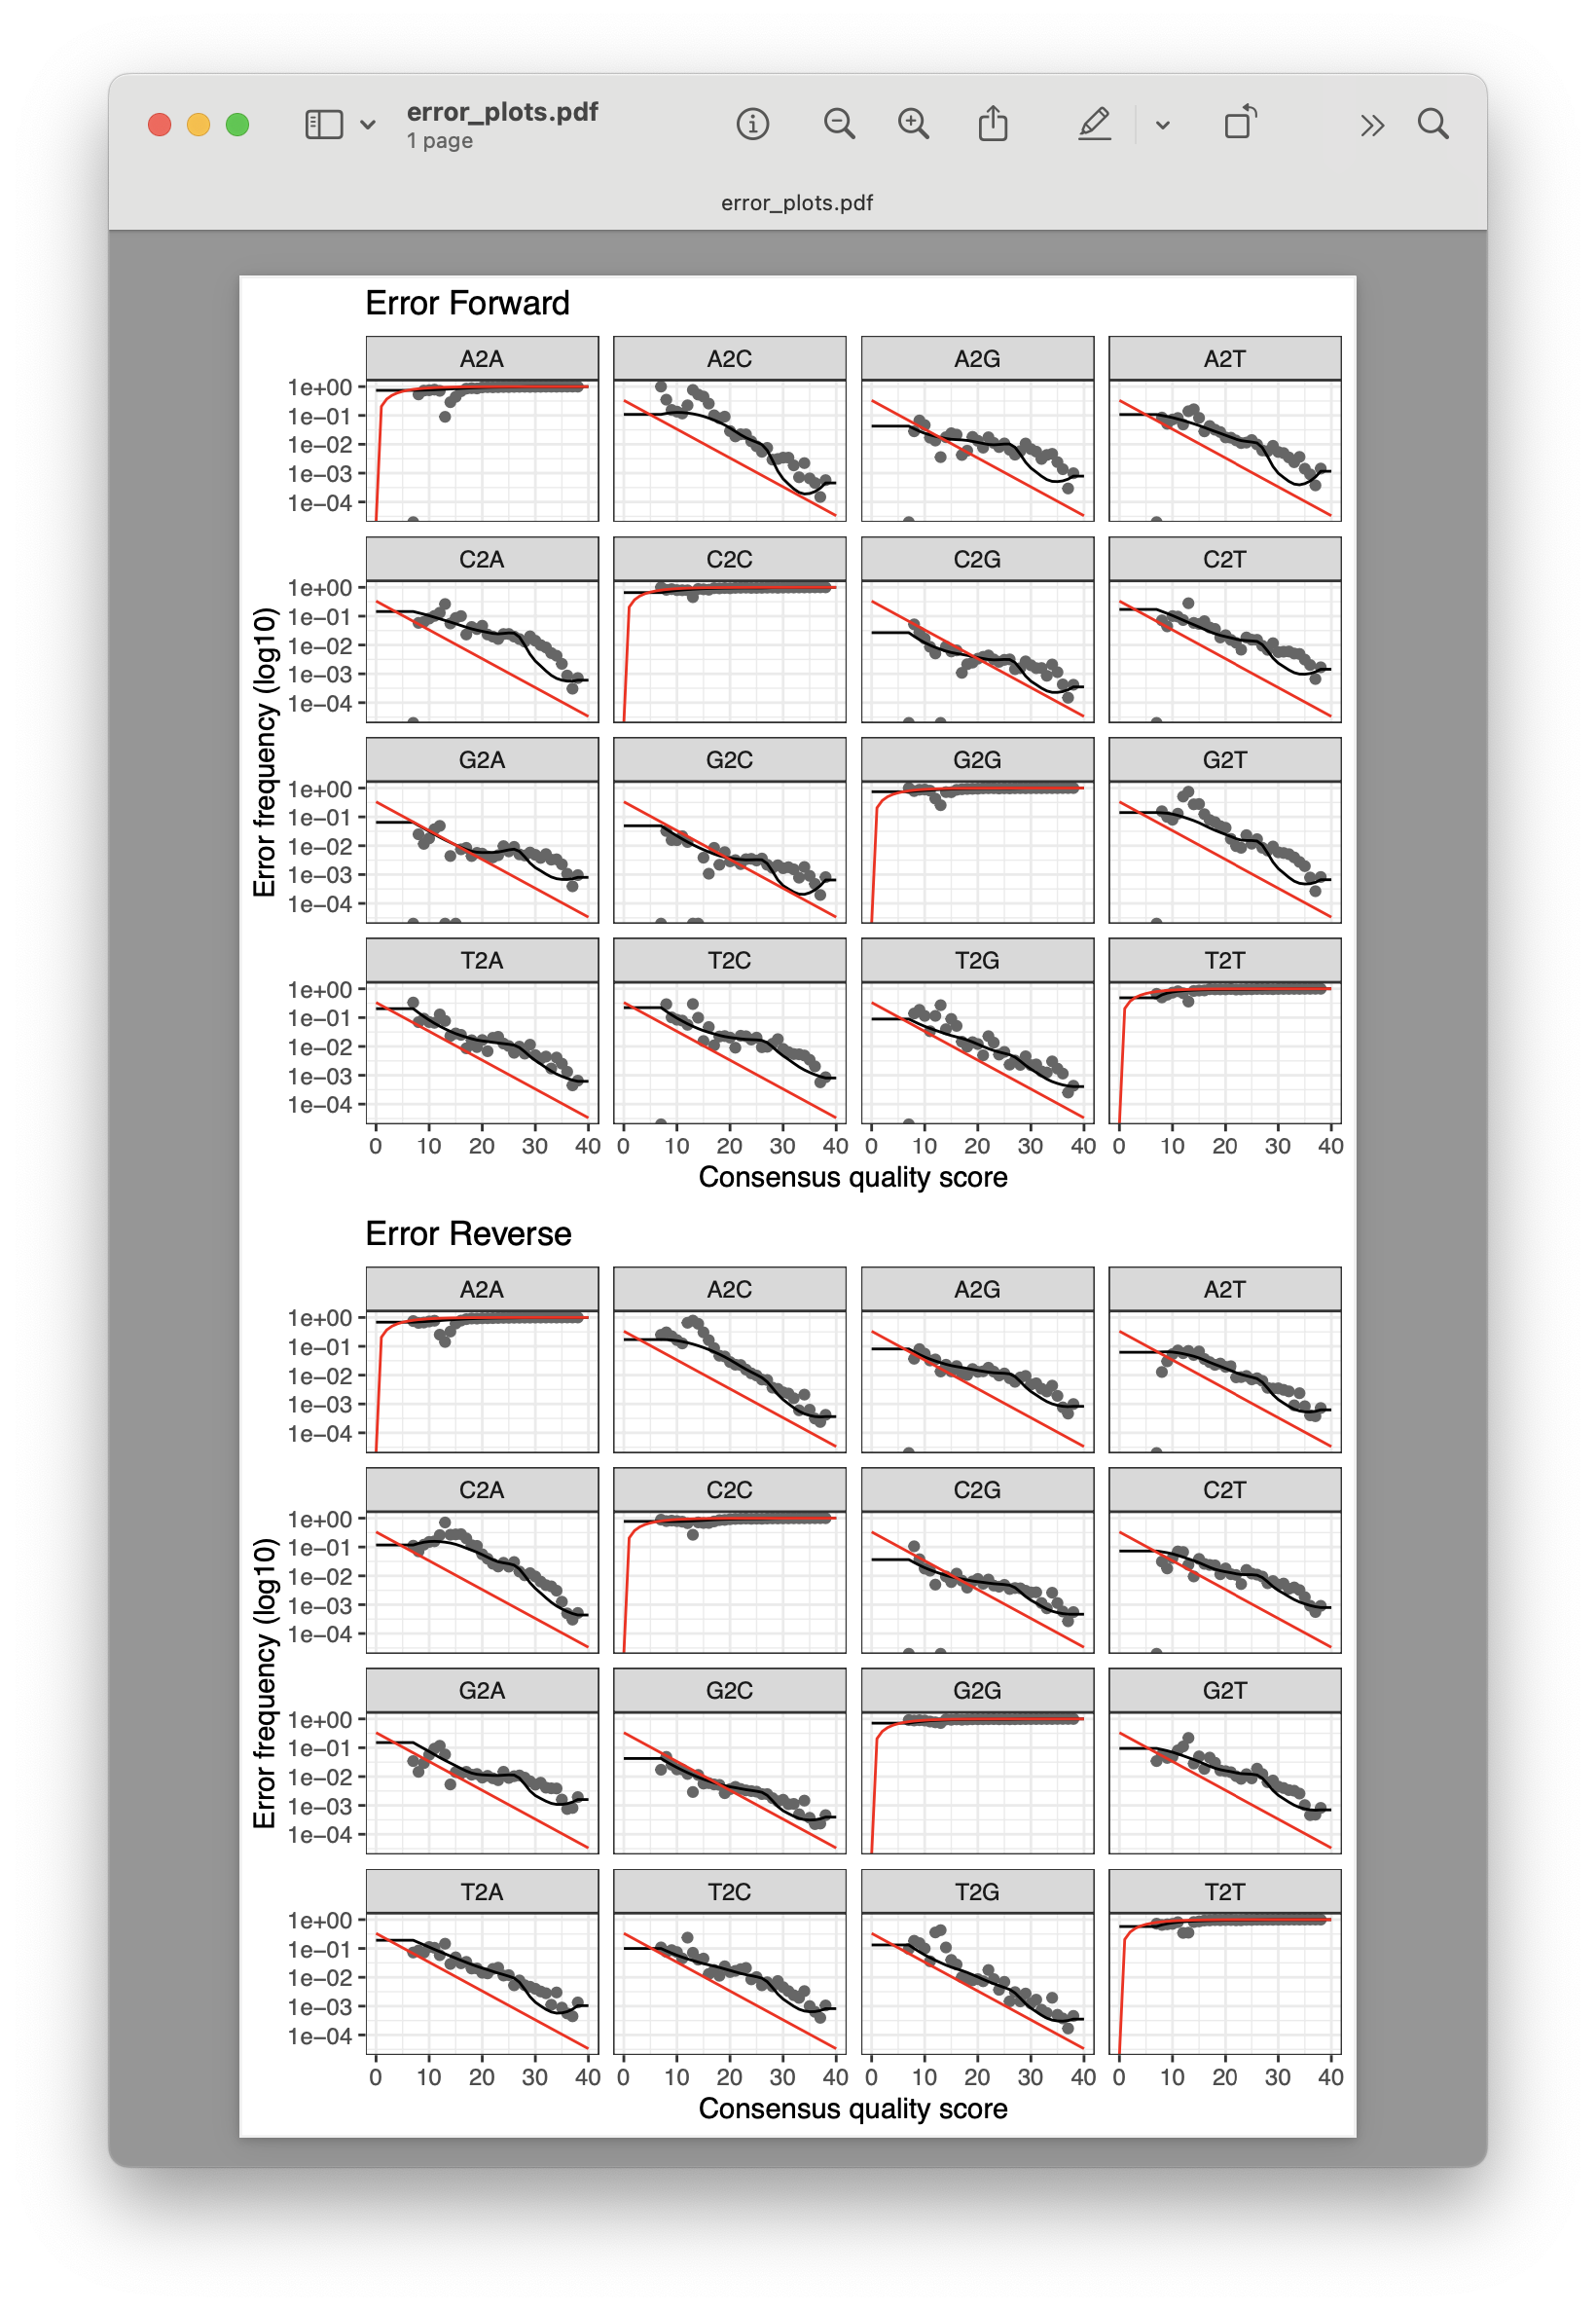 error_plots.pdf
1 page
error_plots.pdf
Error Forward
A2A A2C A2G A2T
1e+00
1e−01
1e−02
1e−03
1e−04
C2A C2C C2G C2T
1e+00
1e−01
1e−02
1e−03
1e−04
G2A G2C G2G G2T
1e+00
1e−01
1e−02
1e−03
1e−04
T2A T2C T2G T2T
1e+00
1e−01
1e−02
1e−03
1e−04
Error frequency (log10)
0 10 20 30 40 0 10 20 30 40 0 10 20 30 40 0 10 20 30 40
Consensus quality score
Error Reverse
A2A A2C A2G A2T
1e+00
1e−01
1e−02
1e−03
1e−04
C2A C2C C2G C2T
1e+00
1e−01
1e−02
1e−03
1e−04
G2A G2C G2G G2T
1e+00
1e−01
1e−02
1e−03
1e−04
T2A T2C T2G T2T
1e+00
1e−01
1e−02
1e−03
1e−04
Error frequency (log10)
0 10 20 30 40 0 10 20 30 40 0 10 20 30 40 0 10 20 30 40
Consensus quality score